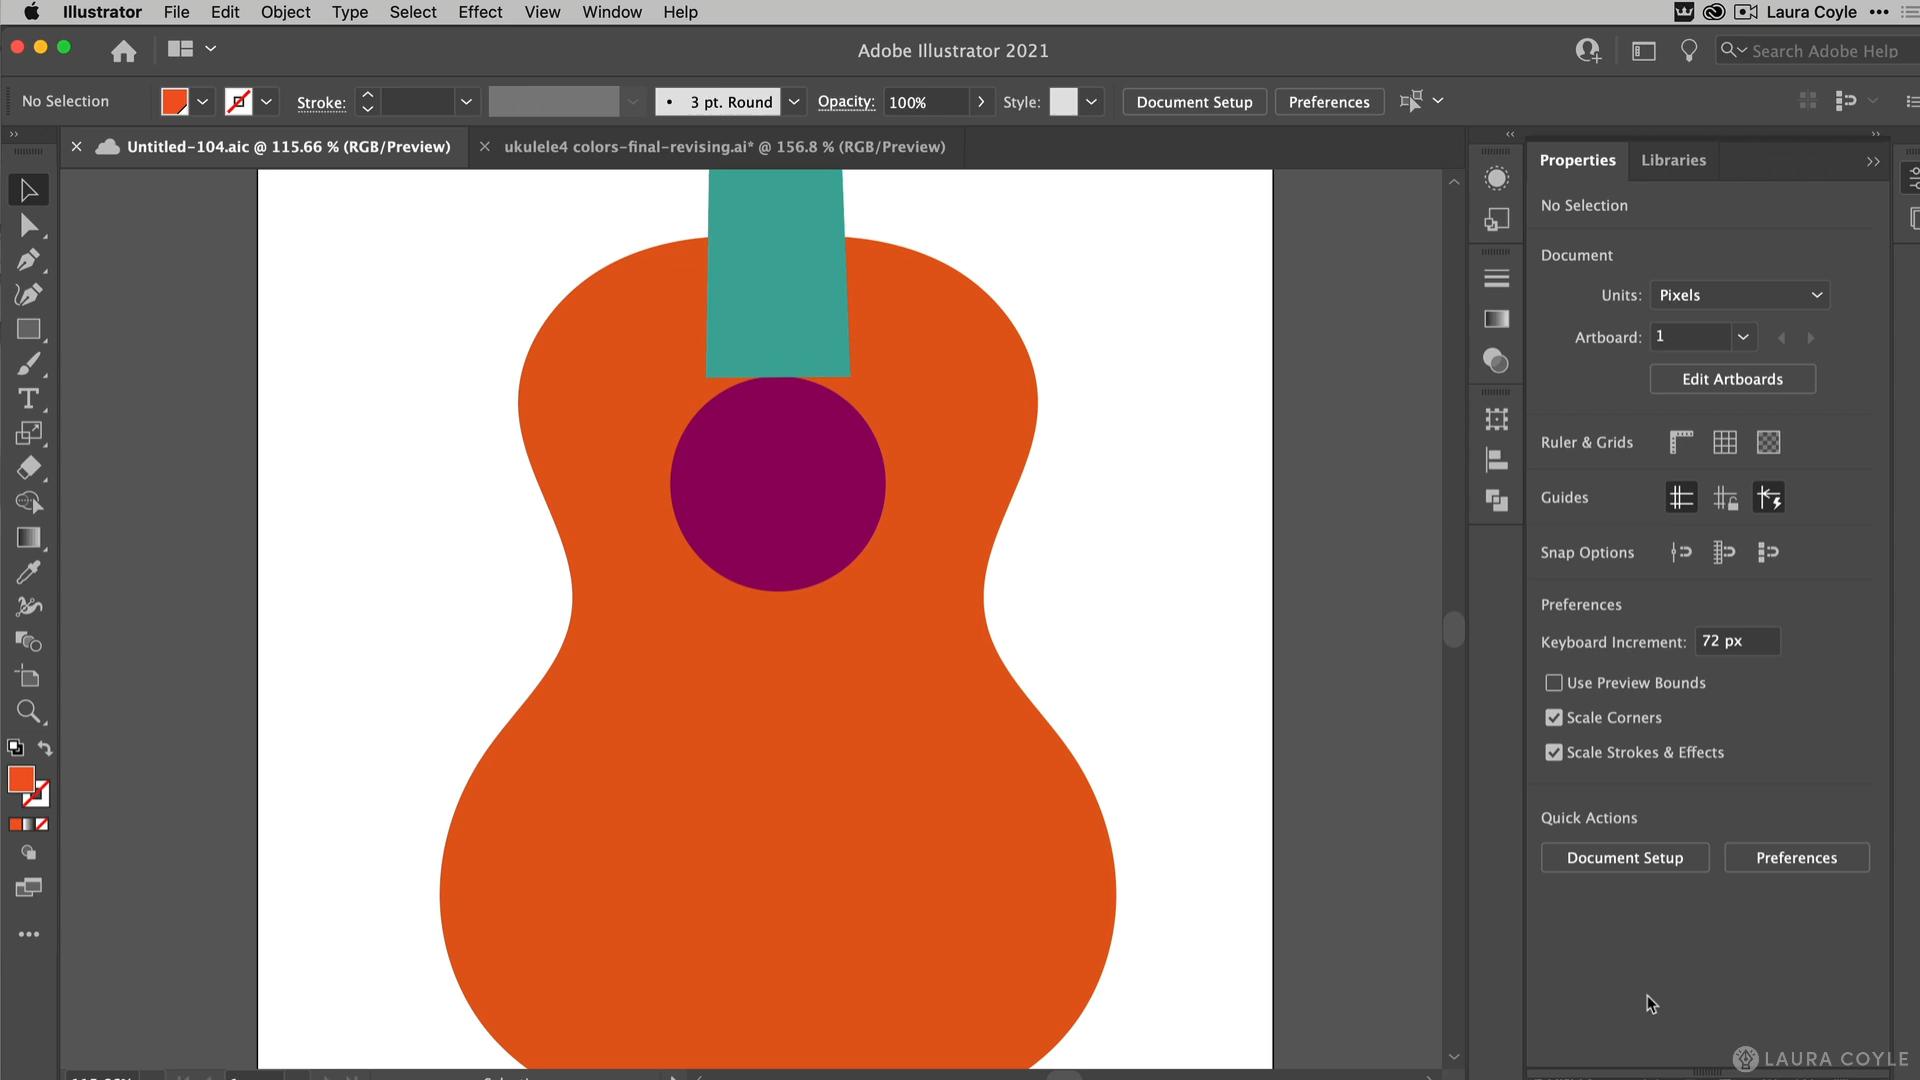 Illustrator File Edit Object Type Select Effect View Window Help Laura Coyle
Adobe Illustrator 2021
Search Adobe Help
No Selection Stroke: 3 pt. Round Opacity: 100% Style: Document Setup Preferences
Untitled-104.aic @ 115.66 % (RGB/Preview) ukulele4 colors-final-revising.ai* @ 156.8 % (RGB/Preview)
Properties Libraries
No Selection
Document
Units: Pixels
Artboard: 1
Edit Artboards
Ruler & Grids
Guides
Snap Options
Preferences
Keyboard Increment: 72 px
Use Preview Bounds
Scale Corners
Scale Strokes & Effects
Quick Actions
Document Setup Preferences
LAURA COYLE